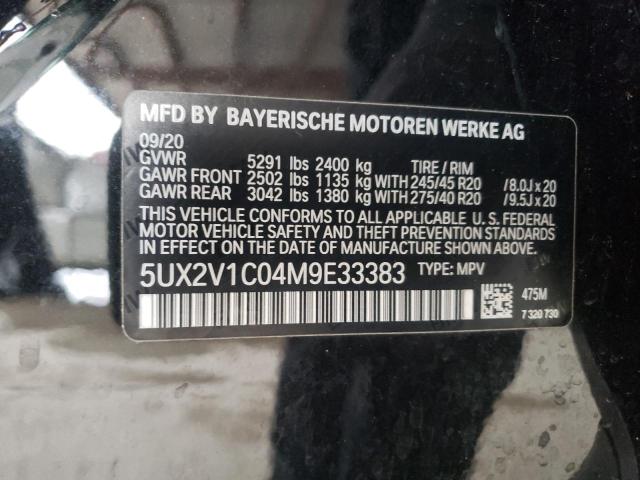 MFD BY BAYERISCHE MOTOREN WERKE AG
09/20
GVWR 5291 lbs 2400 kg TIRE / RIM
GAWR FRONT 2502 lbs 1135 kg WITH 245/45 R20 /8.0J x 20
GAWR REAR 3042 lbs 1380 kg WITH 275/40 R20 /9.5J x 20
THIS VEHICLE CONFORMS TO ALL APPLICABLE U. S. FEDERAL
MOTOR VEHICLE SAFETY AND THEFT PREVENTION STANDARDS
IN EFFECT ON THE DATE OF MANUFACTURE SHOWN ABOVE.
5UX2V1C04M9E33383 TYPE: MPV
475M
7 320 730